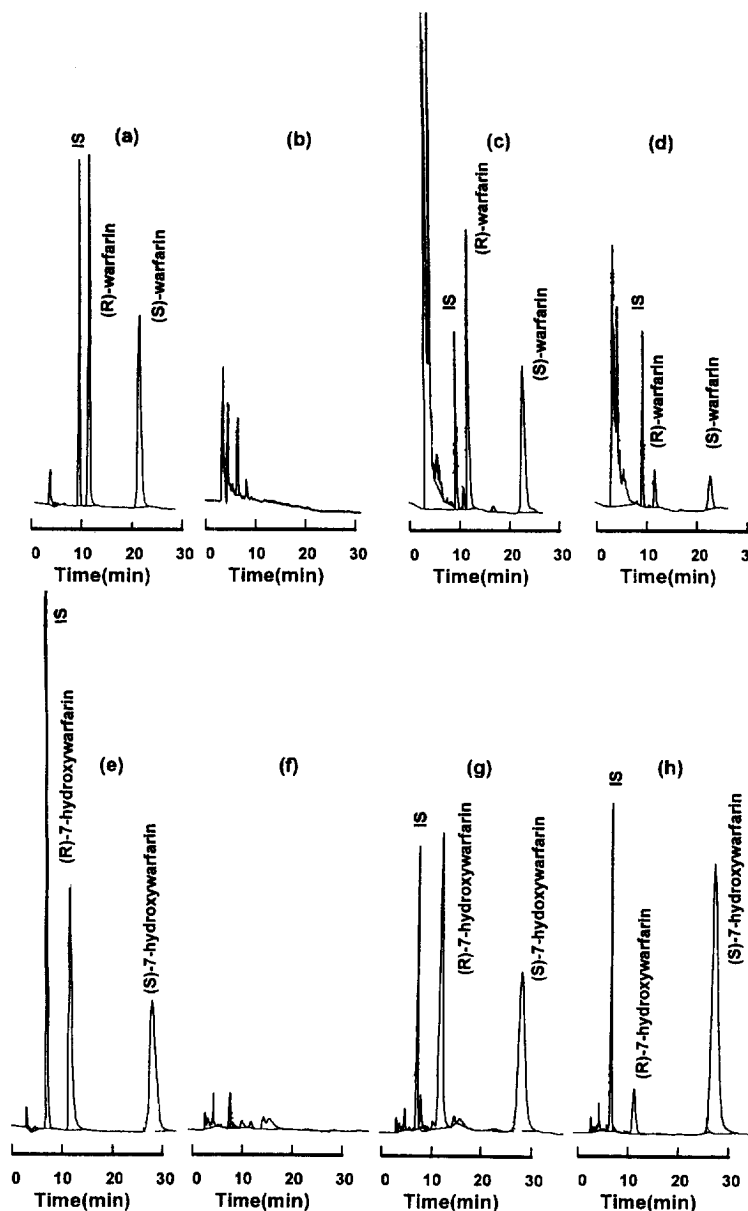 (a)
IS
(R)-warfarin
(S)-warfarin
0 10 20 30
Time(min)
(b)
0 10 20 30
Time(min)
(c)
IS
(R)-warfarin
(S)-warfarin
0 10 20 30
Time(min)
(d)
IS
(R)-warfarin
(S)-warfarin
0 10 20 30
Time(min)
(e)
IS
(R)-7-hydroxywarfarin
(S)-7-hydroxywarfarin
0 10 20 30
Time(min)
(f)
0 10 20 30
Time(min)
(g)
IS
(R)-7-hydroxywarfarin
(S)-7-hydoxywarfarin
0 10 20 30
Time(min)
(h)
IS
(R)-7-hydroxywarfarin
(S)-7-hydroxywarfarin
0 10 20 30
Time(min)